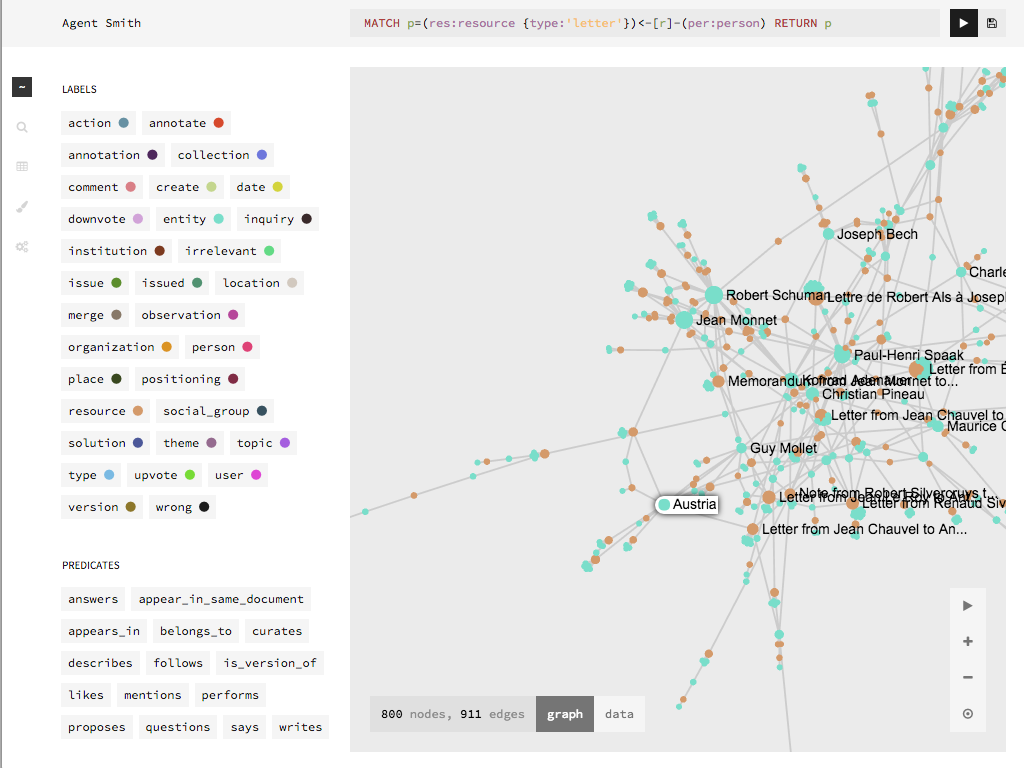 Agent Smith
MATCH p=(res:resource {type:'letter'})<-[r]-(per:person) RETURN p
~
LABELS
action annotate
annotation collection
comment create date
downvote entity inquiry
institution irrelevant
issue issued location
merge observation
organization person
place positioning
resource social_group
solution theme topic
type upvote user
version wrong
PREDICATES
answers appear_in_same_document
appears_in belongs_to curates
describes follows is_version_of
likes mentions performs
proposes questions says writes
Joseph Bech
Charle
Robert Schuman
Lettre de Robert Als à Joseph
Jean Monnet
Paul-Henri Spaak
Letter from E
Memorandum from Jean Monnet to...
Konrad Adenauer
Christian Pineau
Letter from Jean Chauvel to
Maurice C
Guy Mollet
Note from Robert Silvercruys t...
Letter from
Letter from Renaud Siv
Austria
Letter from Jean Chauvel to An...
800 nodes, 911 edges graph data